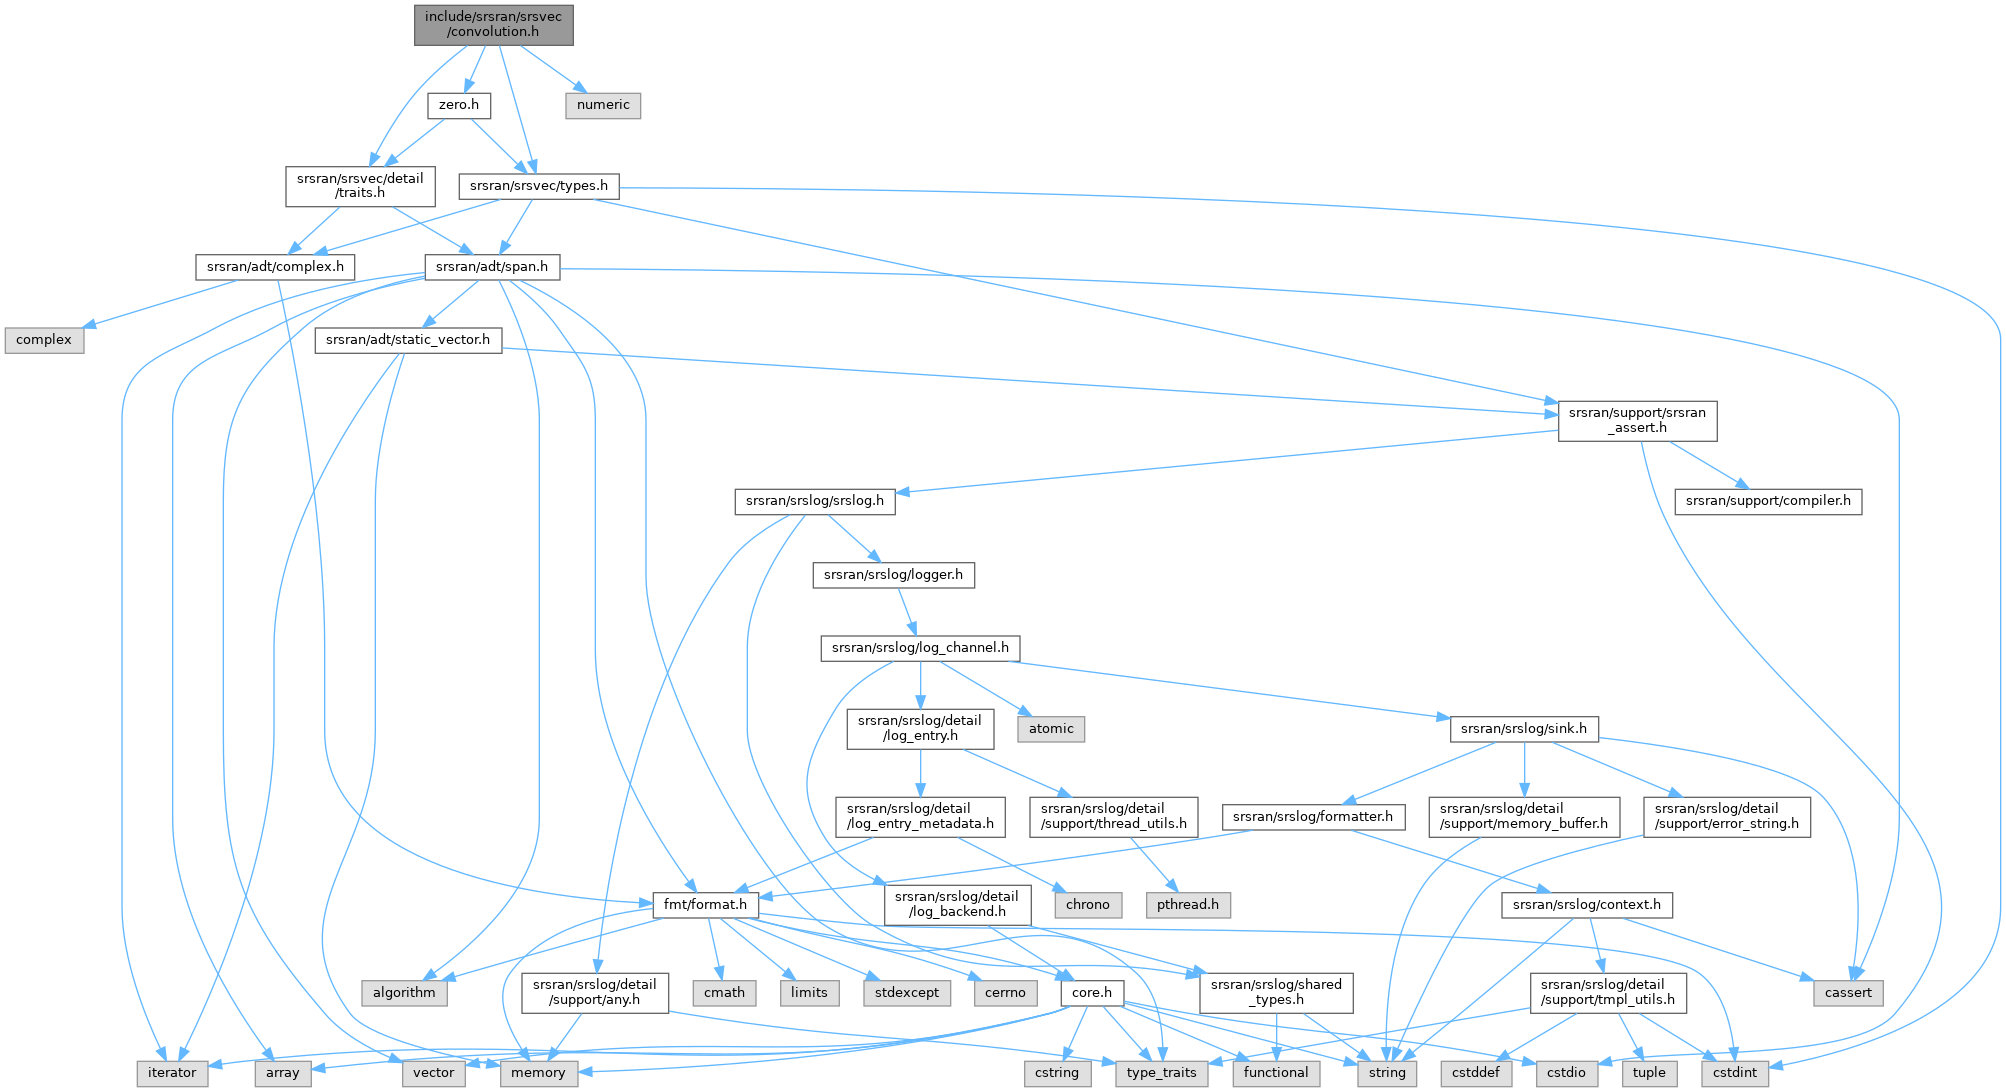 include/srsran/srsvec
/convolution.h
zero.h
numeric
srsran/srsvec/detail
/traits.h
srsran/srsvec/types.h
srsran/adt/complex.h
srsran/adt/span.h
complex
srsran/adt/static_vector.h
srsran/support/srsran
_assert.h
srsran/srslog/srslog.h
srsran/support/compiler.h
srsran/srslog/logger.h
srsran/srslog/log_channel.h
srsran/srslog/detail
/log_entry.h
atomic
srsran/srslog/sink.h
srsran/srslog/detail
/log_entry_metadata.h
srsran/srslog/detail
/support/thread_utils.h
srsran/srslog/formatter.h
srsran/srslog/detail
/support/memory_buffer.h
srsran/srslog/detail
/support/error_string.h
fmt/format.h
srsran/srslog/detail
/log_backend.h
chrono
pthread.h
srsran/srslog/context.h
algorithm
srsran/srslog/detail
/support/any.h
cmath
limits
stdexcept
cerrno
core.h
srsran/srslog/shared
_types.h
srsran/srslog/detail
/support/tmpl_utils.h
cassert
iterator
array
vector
memory
cstring
type_traits
functional
string
cstddef
cstdio
tuple
cstdint